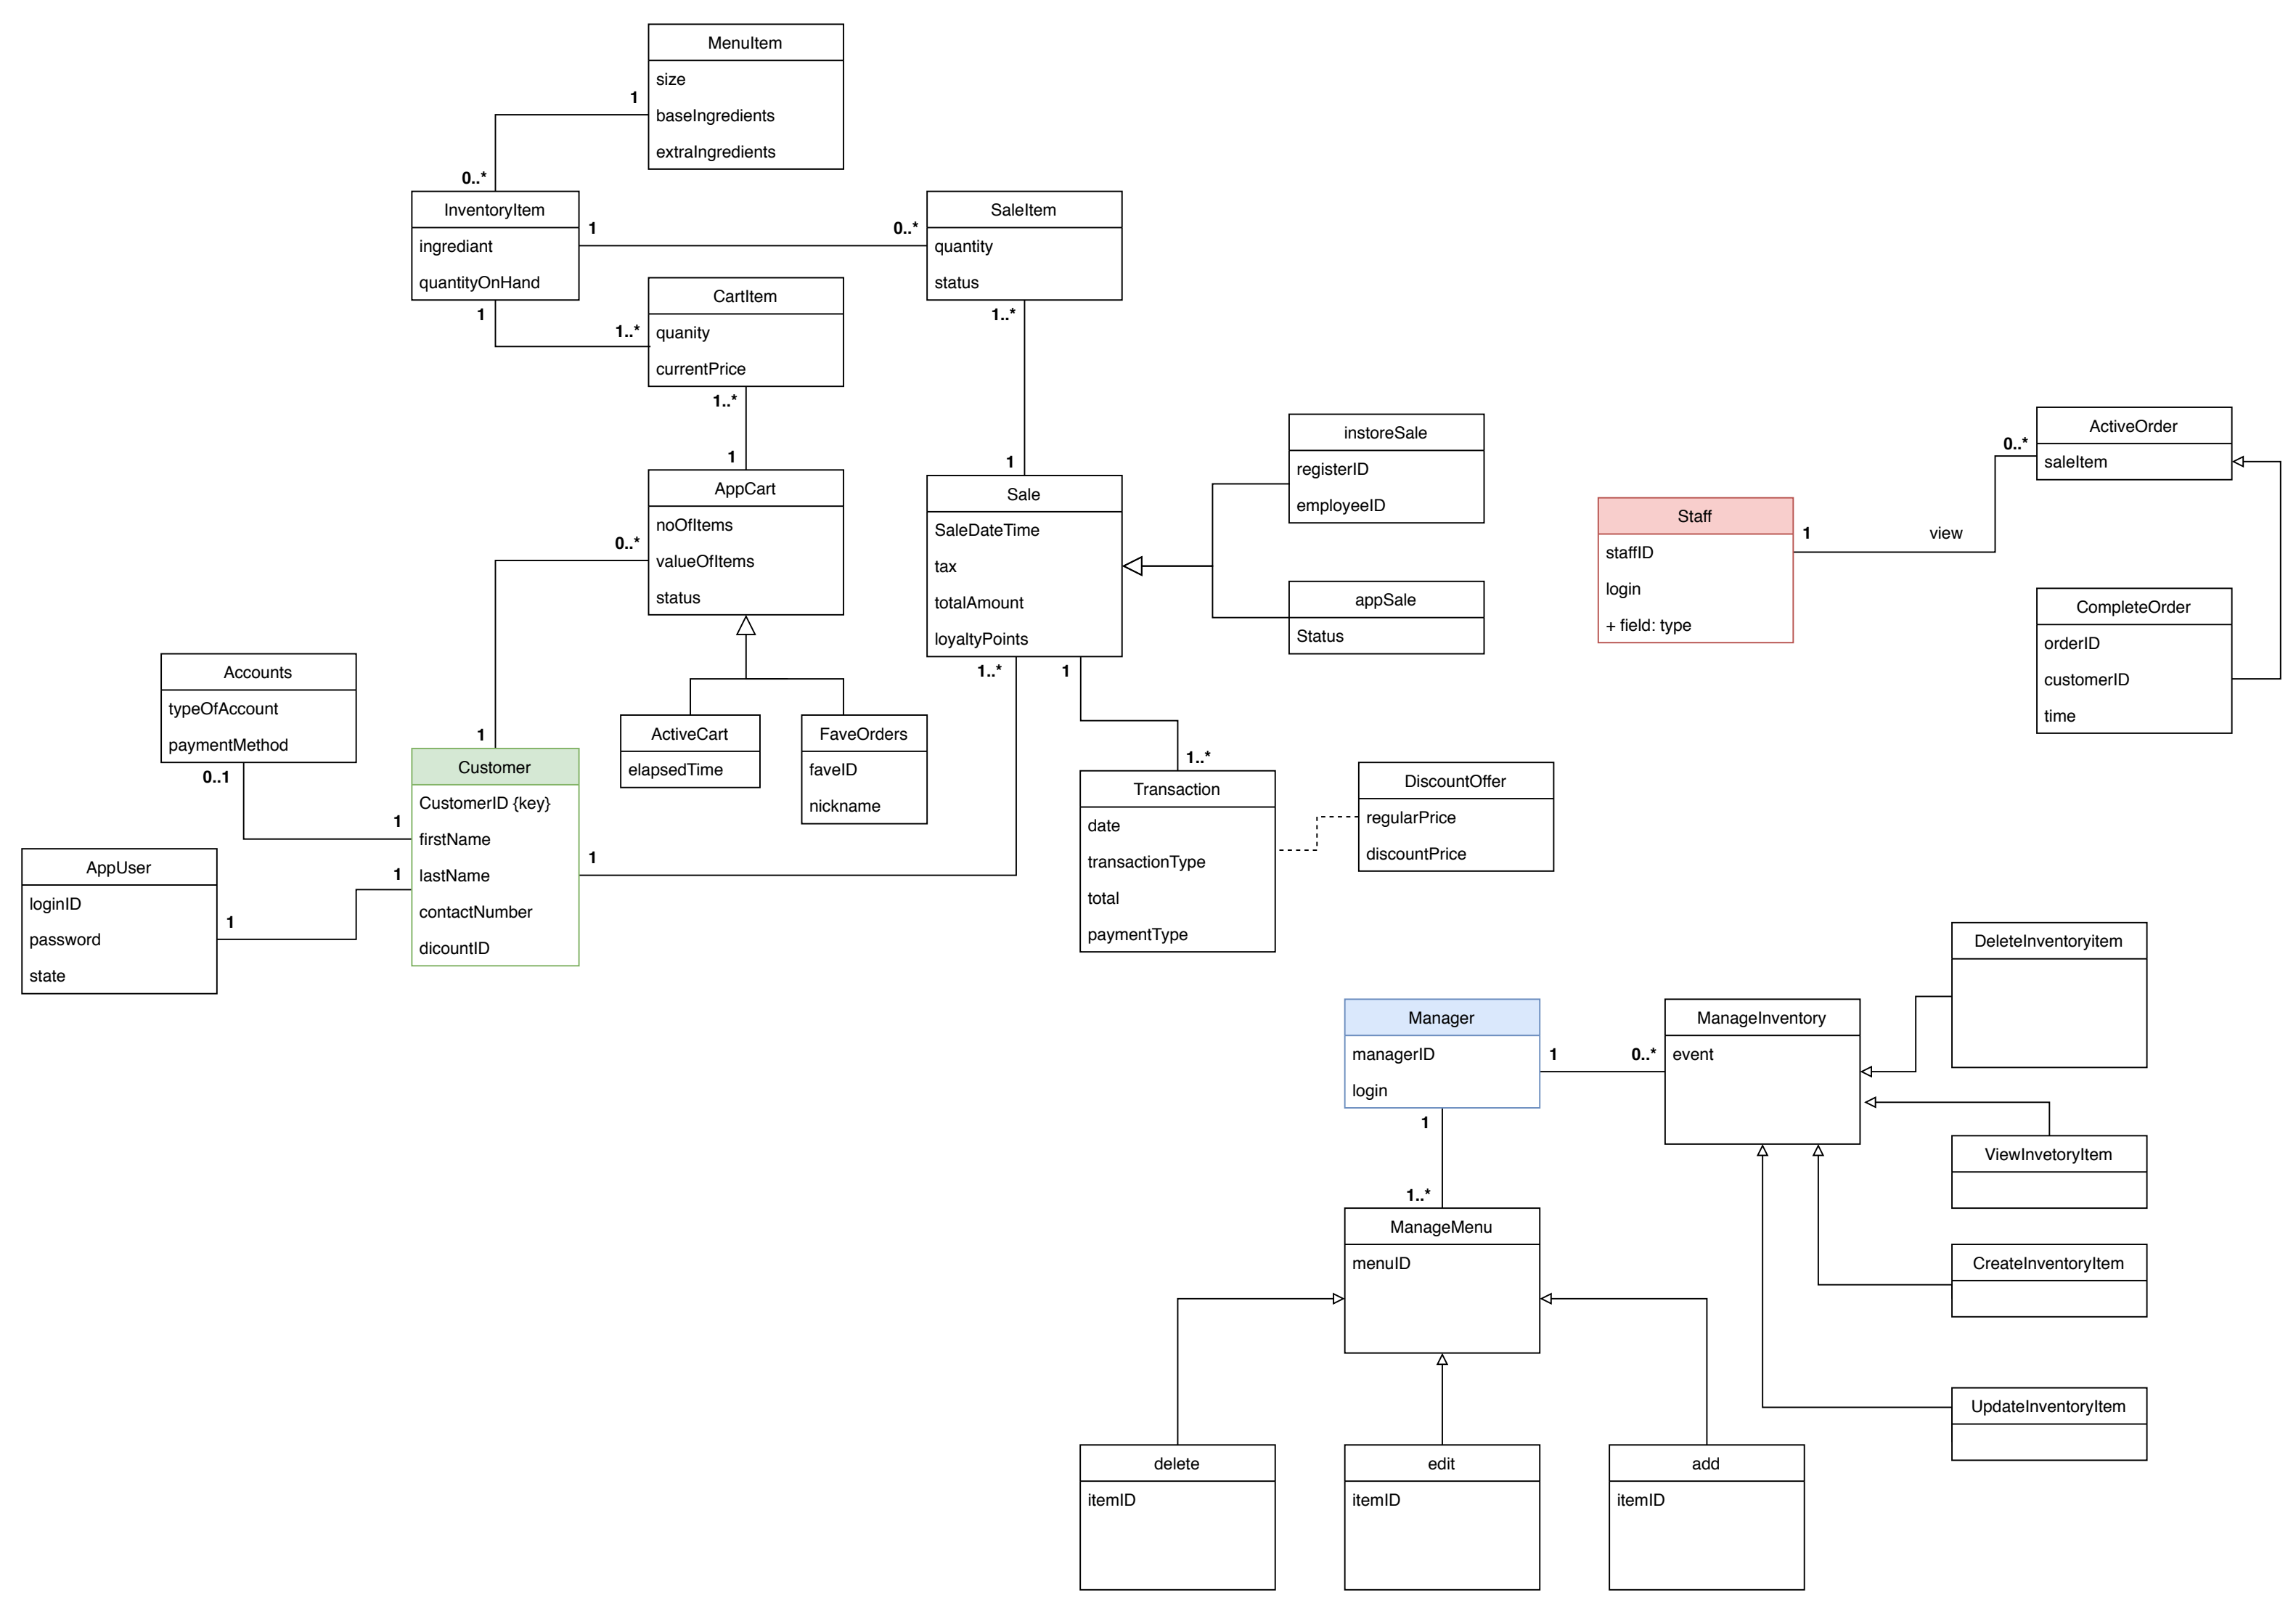 MenuItem
size
baseIngredients
extraIngredients
1
0..*
InventoryItem
ingrediant
quantityOnHand
1
0..*
SaleItem
quantity
status
1
1..*
CartItem
quanity
currentPrice
1..*
1
1..*
1
AppCart
noOfItems
valueOfItems
status
0..*
1
Sale
SaleDateTime
tax
totalAmount
loyaltyPoints
instoreSale
registerID
employeeID
appSale
Status
1..*
1
1..*
ActiveCart
elapsedTime
FaveOrders
faveID
nickname
Accounts
typeOfAccount
paymentMethod
0..1
1
Customer
CustomerID {key}
firstName
lastName
contactNumber
dicountID
1
1
1
AppUser
loginID
password
state
Transaction
date
transactionType
total
paymentType
DiscountOffer
regularPrice
discountPrice
Staff
staffID
login
+ field: type
1
view
0..*
ActiveOrder
saleItem
CompleteOrder
orderID
customerID
time
Manager
managerID
login
1
0..*
ManageInventory
event
DeleteInventoryitem
ViewInvetoryItem
CreateInventoryItem
UpdateInventoryItem
1
1..*
ManageMenu
menuID
delete
itemID
edit
itemID
add
itemID